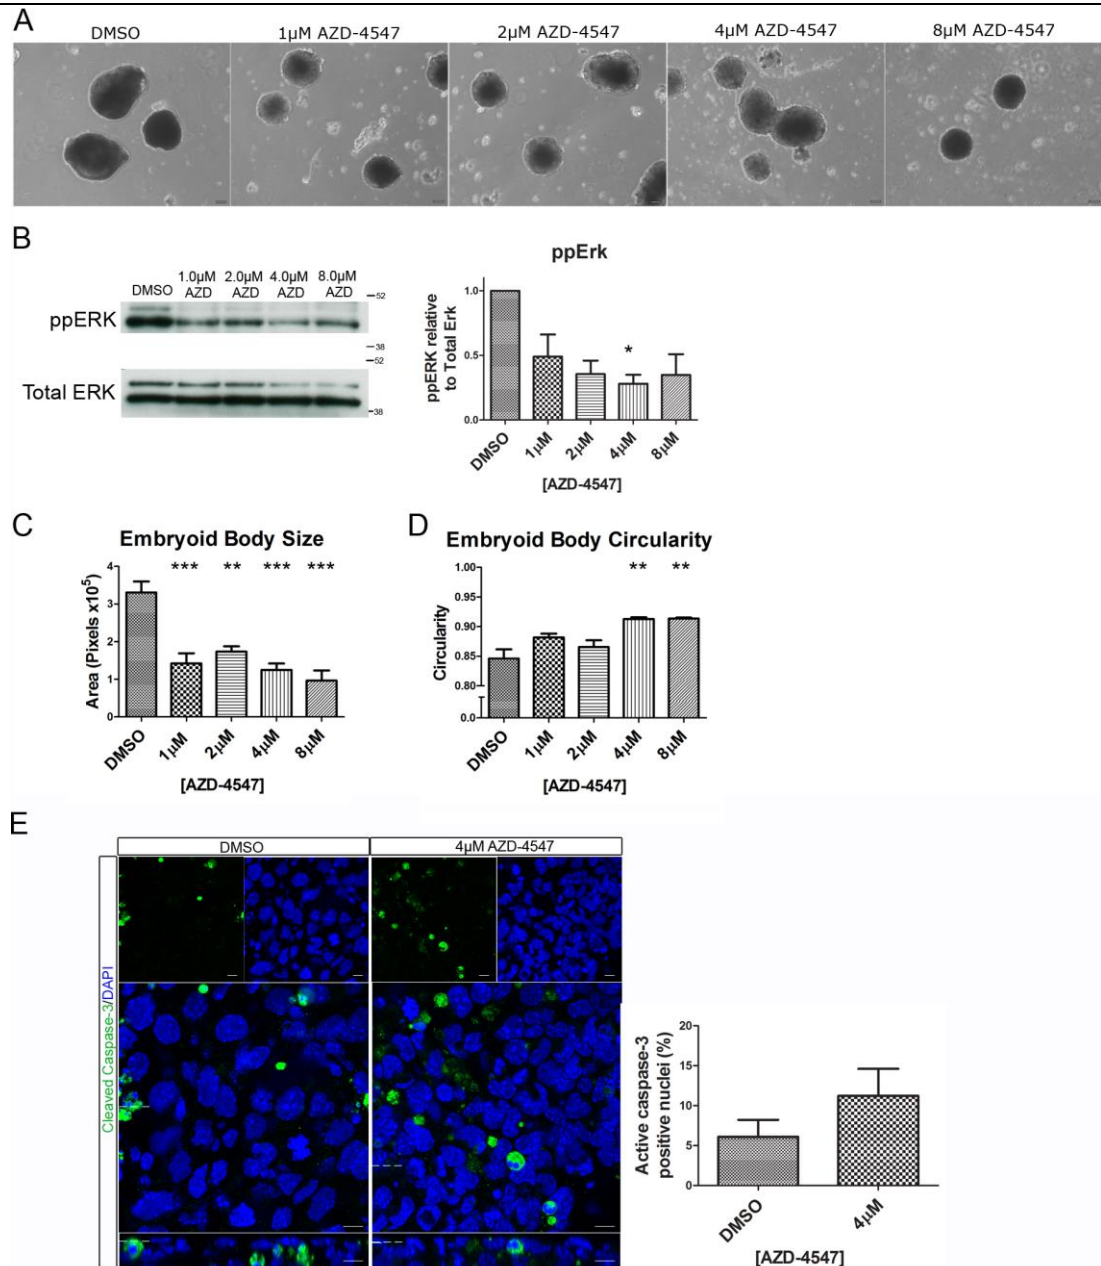 A
DMSO 1µM AZD-4547 2µM AZD-4547 4µM AZD-4547 8µM AZD-4547
B
DMSO 1.0µM AZD 2.0µM AZD 4.0µM AZD 8.0µM AZD
52
ppERK
38
52
Total ERK
38
ppErk
ppERK relative
to Total Erk
1.0
0.5
0.0
DMSO 1µM 2µM 4µM 8µM
*
[AZD-4547]
C
Embryoid Body Size
*** ** *** ***
Area (Pixels x10⁵)
4
3
2
1
0
DMSO 1µM 2µM 4µM 8µM
[AZD-4547]
D
Embryoid Body Circularity
** **
Circularity
1.00
0.95
0.90
0.85
0.80
0.0
DMSO 1µM 2µM 4µM 8µM
[AZD-4547]
E
DMSO 4µM AZD-4547
Cleaved Caspase-3/DAPI
Active caspase-3
positive nuclei (%)
20
15
10
5
0
DMSO 4µM
[AZD-4547]